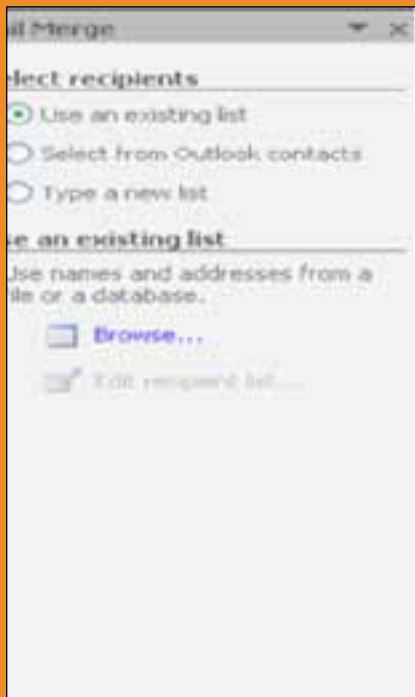 il Merge
elect recipients
Use an existing list
Select from Outlook contacts
Type a new list
se an existing list
Use names and addresses from a
ile or a database.
Browse...
Edit recipient list...